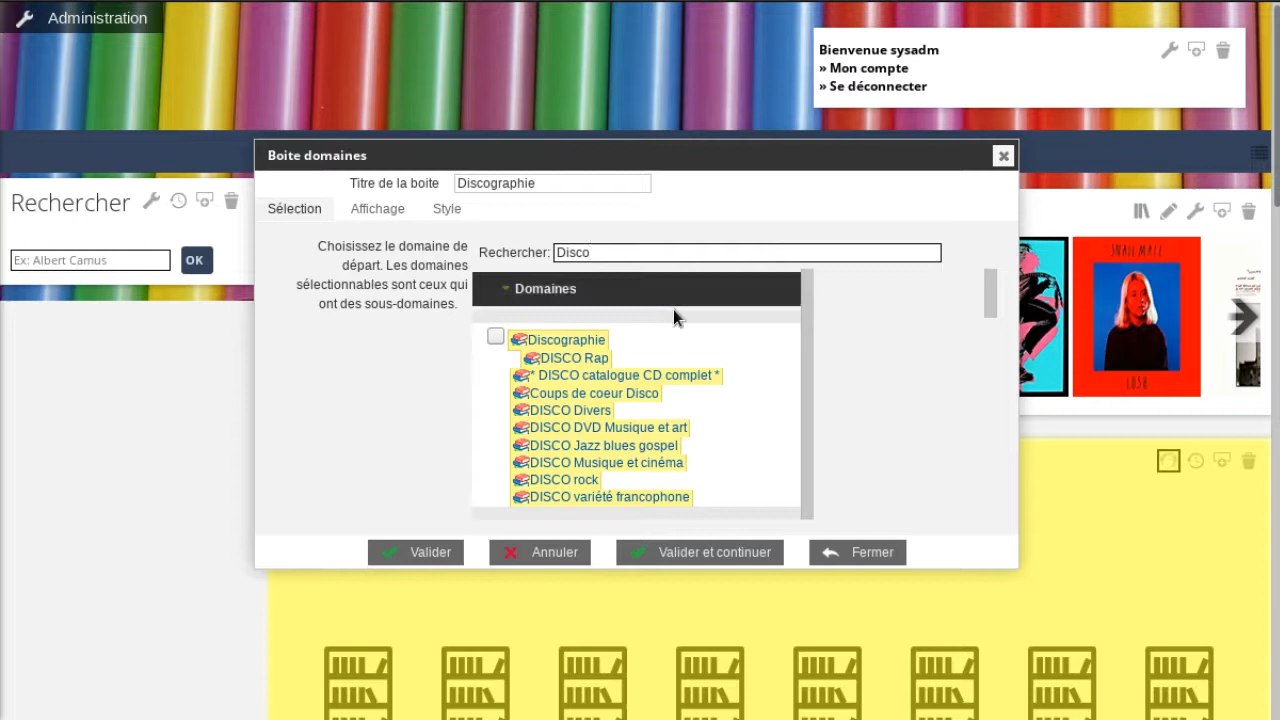 Administration
Bienvenue sysadm
» Mon compte
» Se déconnecter
Boite domaines
Titre de la boite Discographie
Rechercher
Sélection Affichage Style
Ex: Albert Camus OK
Choisissez le domaine de
départ. Les domaines
sélectionnables sont ceux qui
ont des sous-domaines.
Rechercher: Disco
Domaines
Discographie
DISCO Rap
* DISCO catalogue CD complet *
Coups de coeur Disco
DISCO Divers
DISCO DVD Musique et art
DISCO Jazz blues gospel
DISCO Musique et cinéma
DISCO rock
DISCO variété francophone
Valider Annuler Valider et continuer Fermer
SNAIL MAIL
LUSH